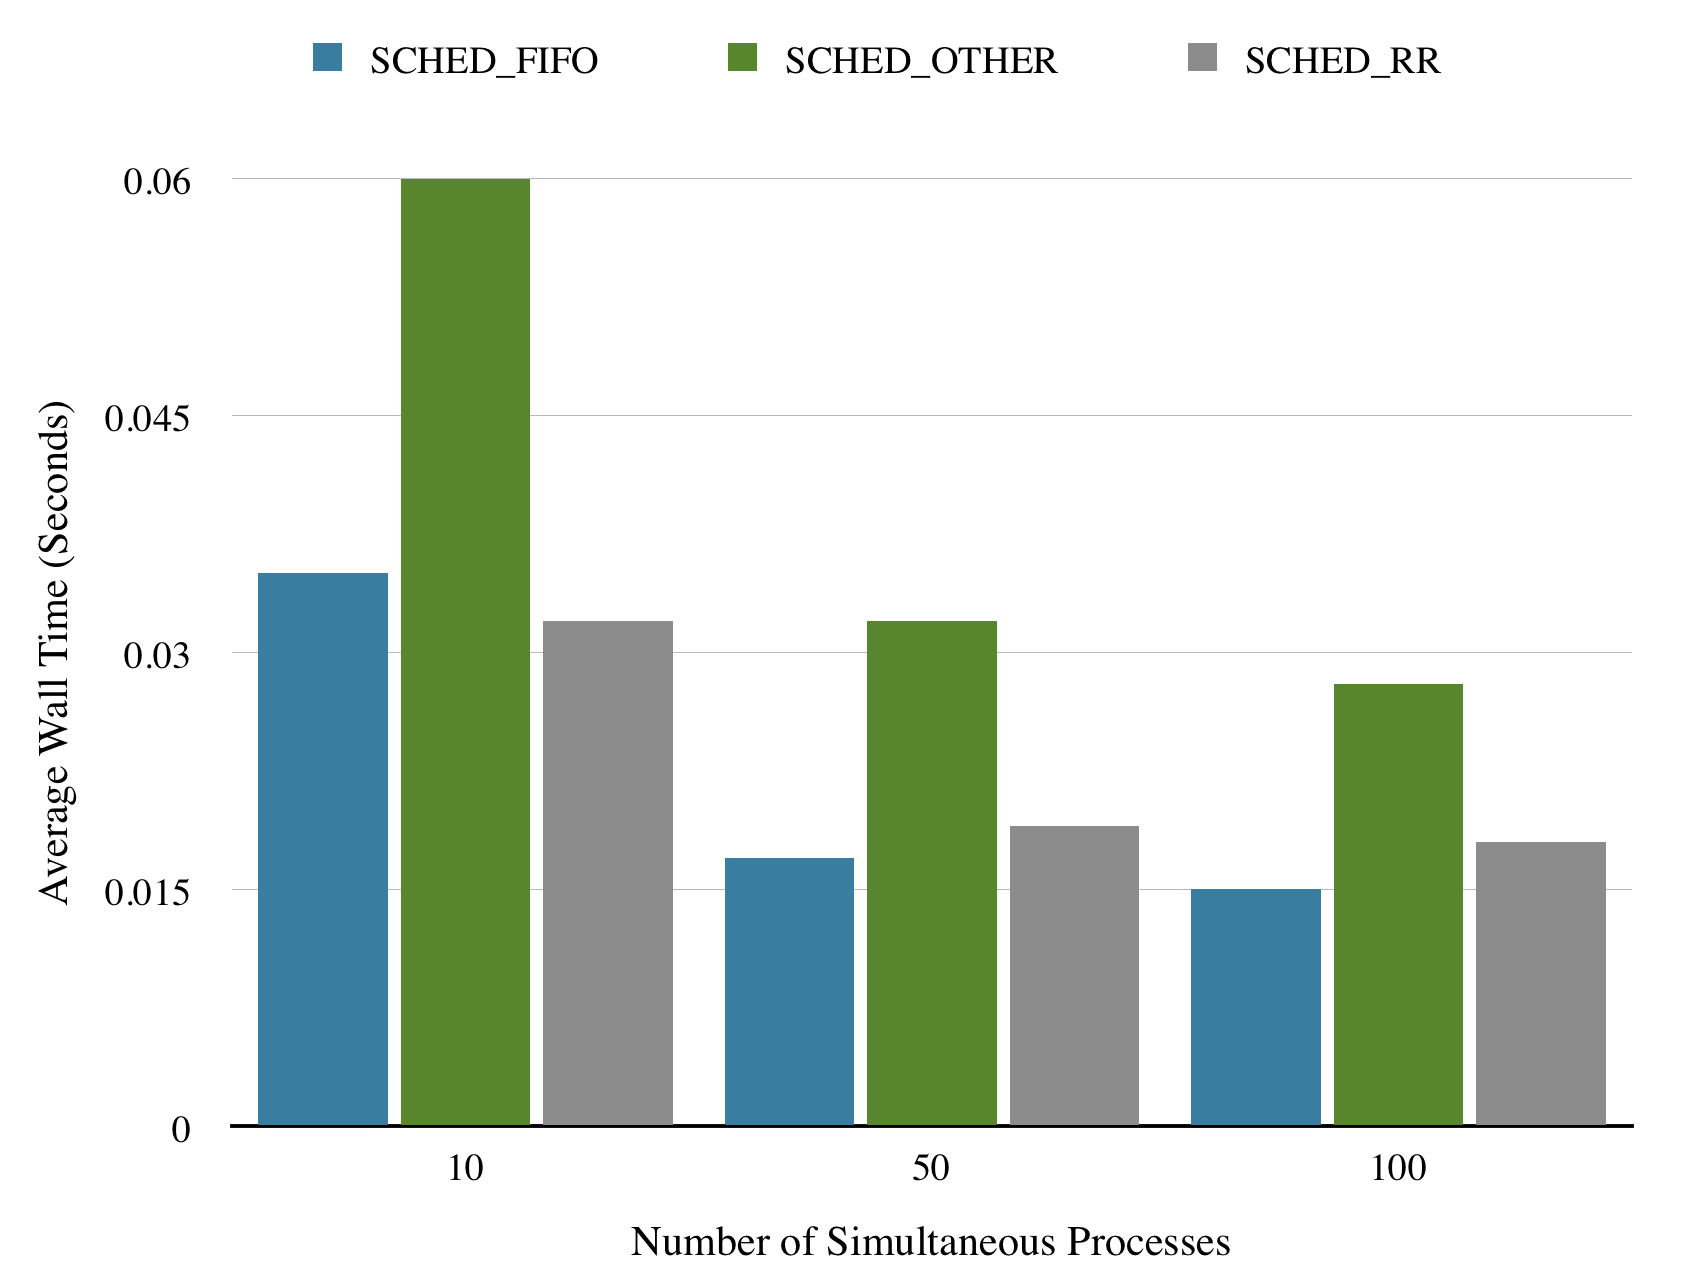 SCHED_FIFO SCHED_OTHER SCHED_RR
0.06
0.045
0.03
0.015
0
Average Wall Time (Seconds)
10 50 100
Number of Simultaneous Processes